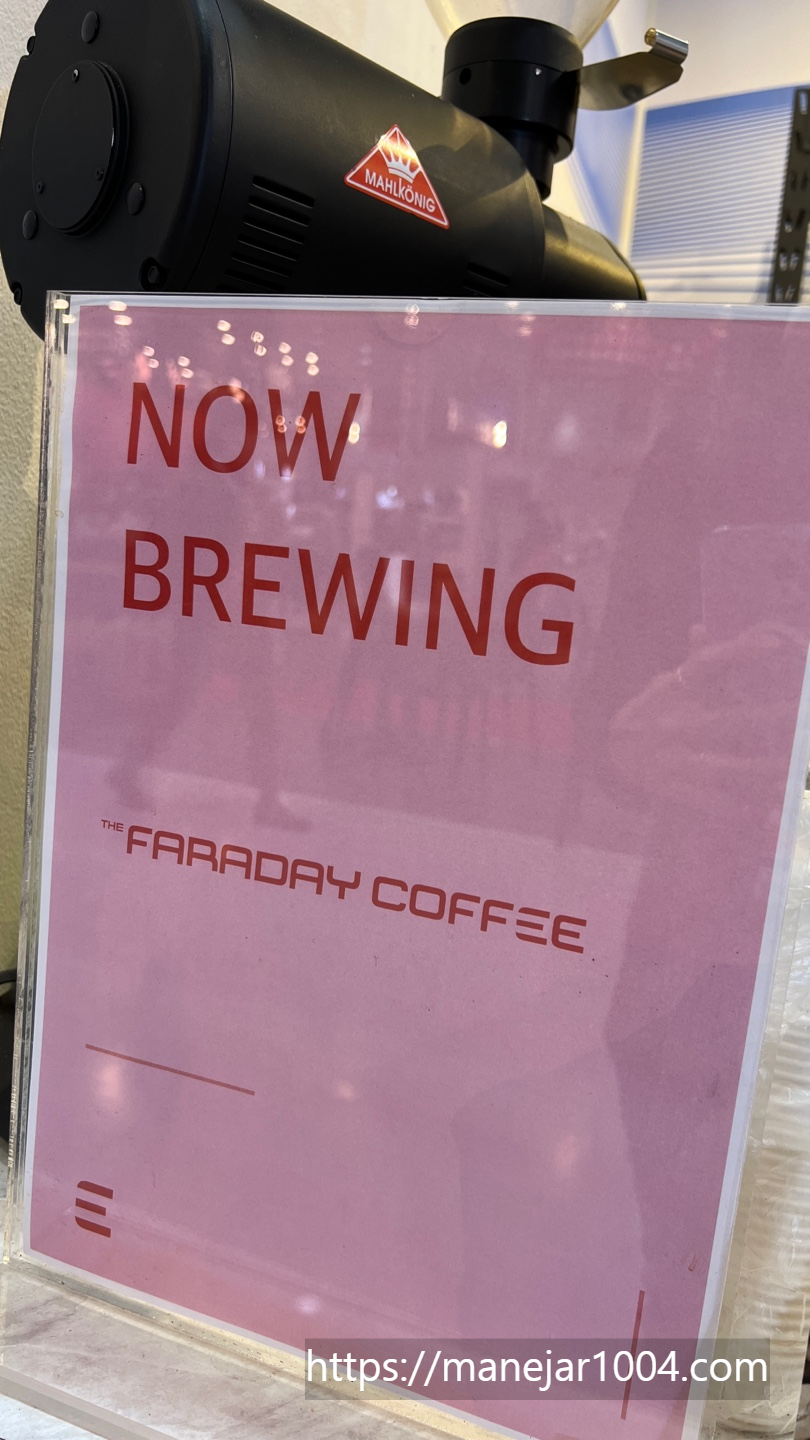 MAHLKÖNIG
NOW
BREWING
THE FARADAY COFFEE
E
https://manejar1004.com